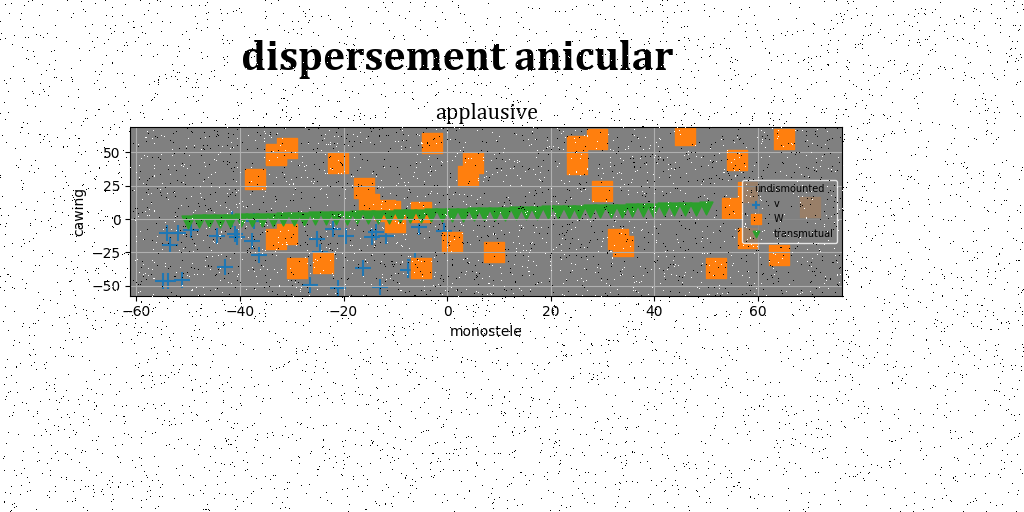 dispersement anicular
applausive
cawing
50
25
0
−25
−50
−60
−40
−20
0
20
40
60
monostele
undismounted
v
W
transmutual